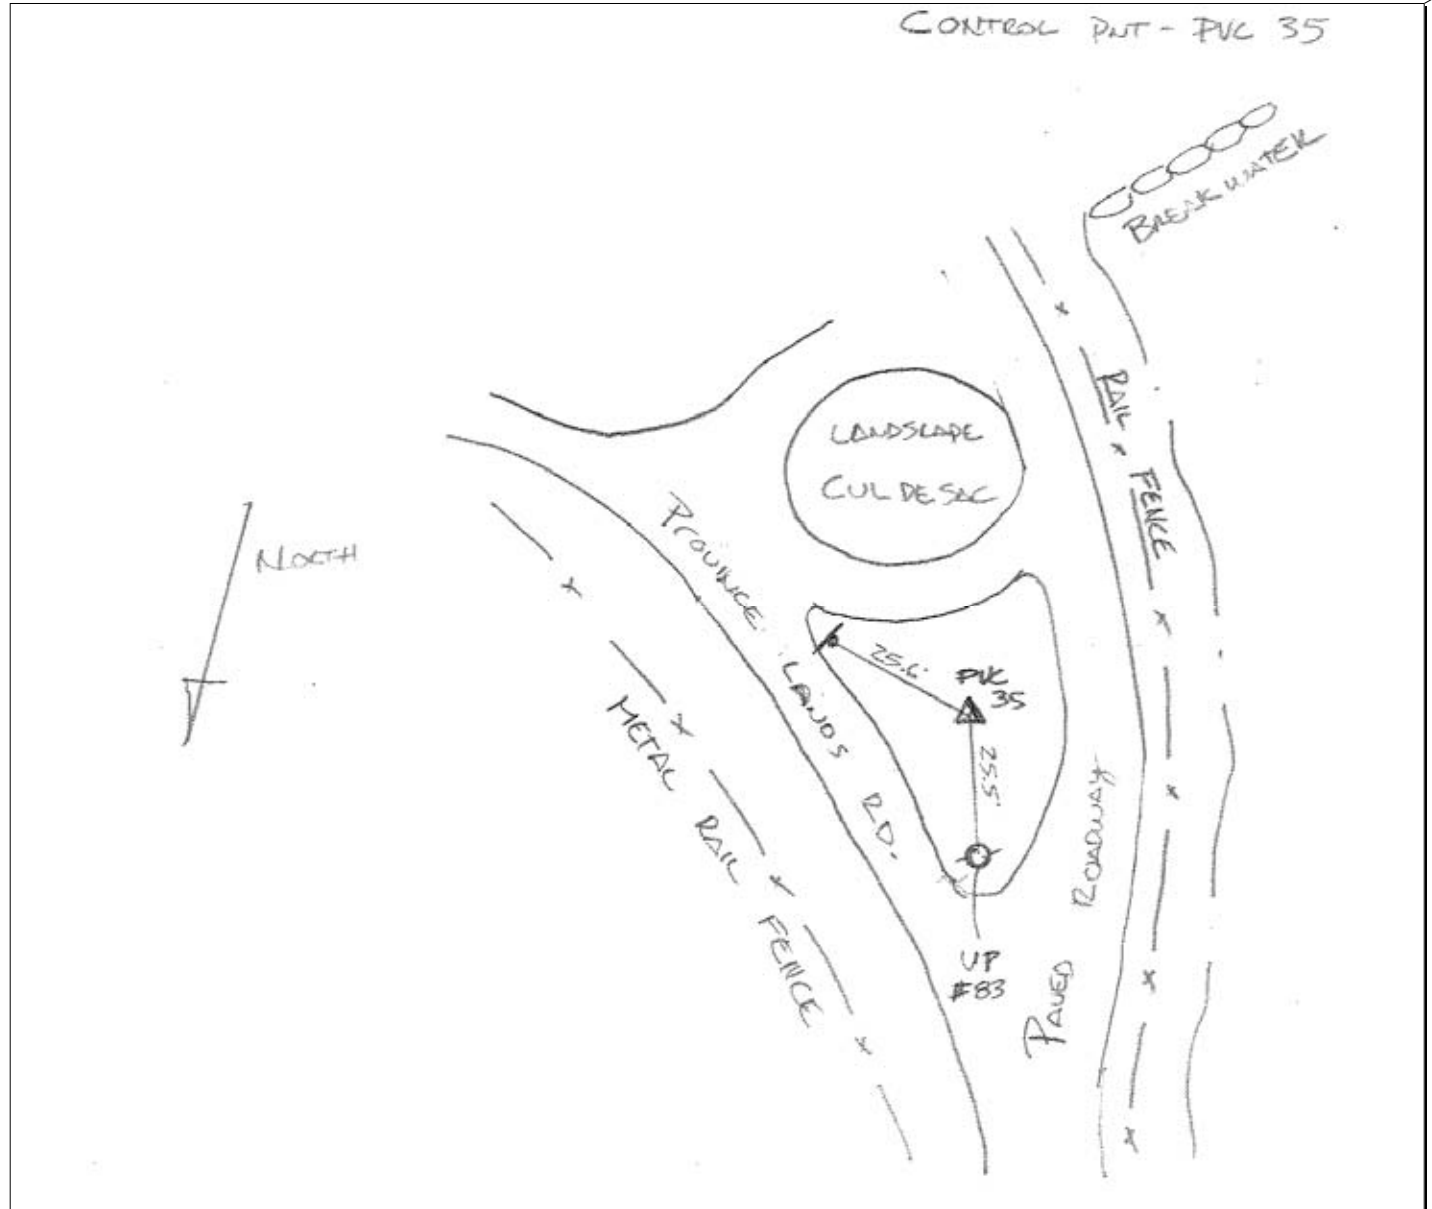 CONTROL PNT - PVC 35
BREAKWATER
RAIL FENCE
LANDSCAPE
CUL DE SAC
NORTH
PROVINCE LANDS RD.
25.6'
PVC
35
METAL RAIL FENCE
25.5'
PAVED ROADWAY
UP
#83